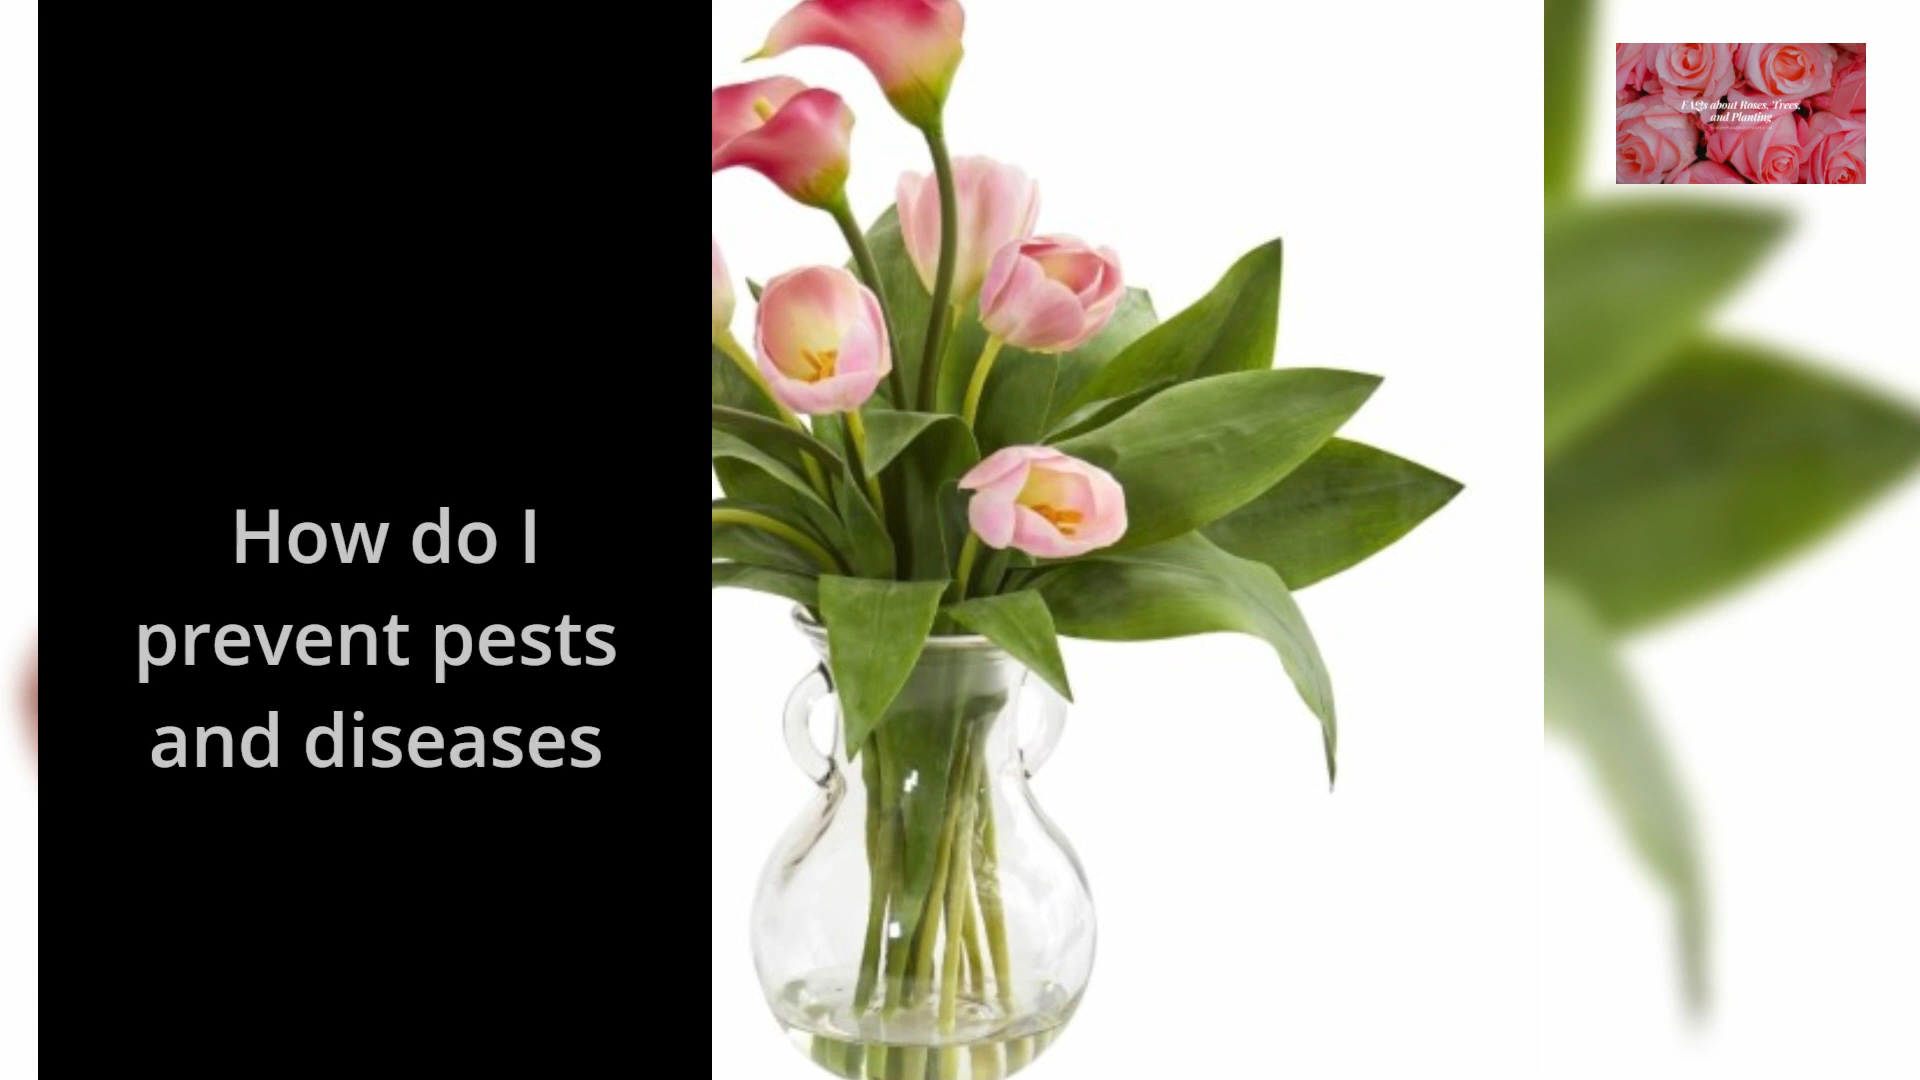 How do I
prevent pests
and diseases
FAQs about Roses, Trees,
and Planting